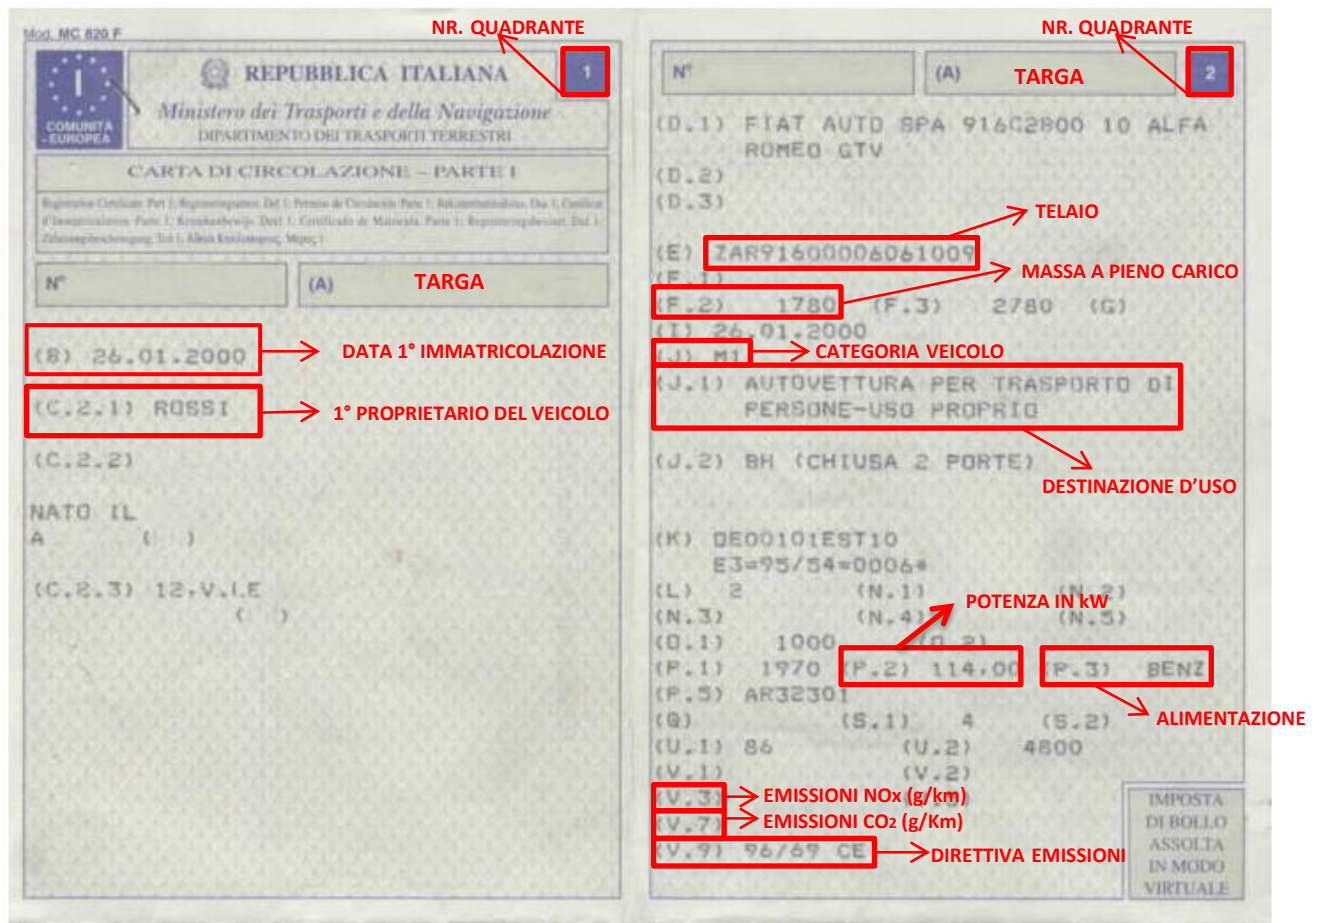 Mod. MC 820 F
NR. QUADRANTE
I
COMUNITA
- EUROPEA
REPUBBLICA ITALIANA
Ministero dei Trasporti e della Navigazione
DIPARTIMENTO DEI TRASPORTI TERRESTRI
1
CARTA DI CIRCOLAZIONE – PARTE I
N°
(A) TARGA
(B) 26.01.2000
DATA 1° IMMATRICOLAZIONE
(C.2.1) ROSSI
1° PROPRIETARIO DEL VEICOLO
(C.2.2)
NATO IL
A ( )
(C.2.3) 12,V.LE
( )
NR. QUADRANTE
N° (A) TARGA 2
(D.1) FIAT AUTO SPA 916C2800 10 ALFA
ROMEO GTV
(D.2)
(D.3)
TELAIO
(E) ZAR91600006061009
(F.1)
MASSA A PIENO CARICO
(F.2) 1780 (F.3) 2780 (G)
(I) 26.01.2000
(J) M1
CATEGORIA VEICOLO
(J.1) AUTOVETTURA PER TRASPORTO DI
PERSONE-USO PROPRIO
(J.2) BH (CHIUSA 2 PORTE)
DESTINAZIONE D'USO
(K) DE00101EST10
E3=95/54=0006*
(L) 2 (N.1) (N.2)
POTENZA IN kW
(N.3) (N.4) (N.5)
(O.1) 1000 (O.2)
(P.1) 1970 (P.2) 114,00 (P.3) BENZ
(P.5) AR32301
ALIMENTAZIONE
(Q) (S.1) 4 (S.2)
(U.1) 86 (U.2) 4800
(V.1) (V.2)
(V.3)
EMISSIONI NOx (g/km)
(V.7)
EMISSIONI CO2 (g/Km)
(V.9) 96/69 CE
DIRETTIVA EMISSIONI
IMPOSTA
DI BOLLO
ASSOLTA
IN MODO
VIRTUALE